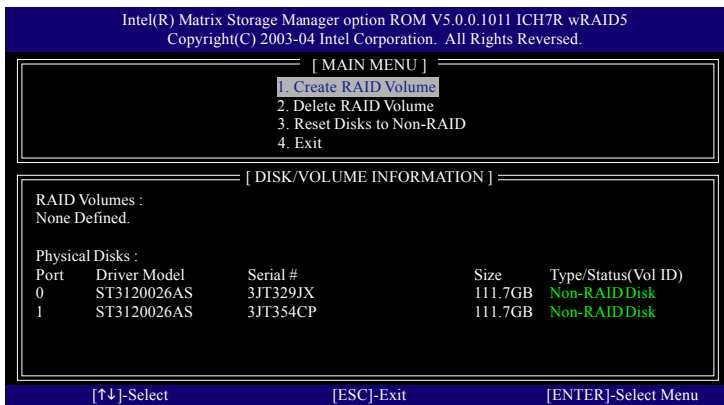 Intel(R) Matrix Storage Manager option ROM V5.0.0.1011 ICH7R wRAID5
Copyright(C) 2003-04 Intel Corporation. All Rights Reversed.
[ MAIN MENU ]
1. Create RAID Volume
2. Delete RAID Volume
3. Reset Disks to Non-RAID
4. Exit
[ DISK/VOLUME INFORMATION ]
RAID Volumes :
None Defined.
Physical Disks :
Port Driver Model Serial # Size Type/Status(Vol ID)
0 ST3120026AS 3JT329JX 111.7GB Non-RAID Disk
1 ST3120026AS 3JT354CP 111.7GB Non-RAID Disk
[↑↓]-Select [ESC]-Exit [ENTER]-Select Menu